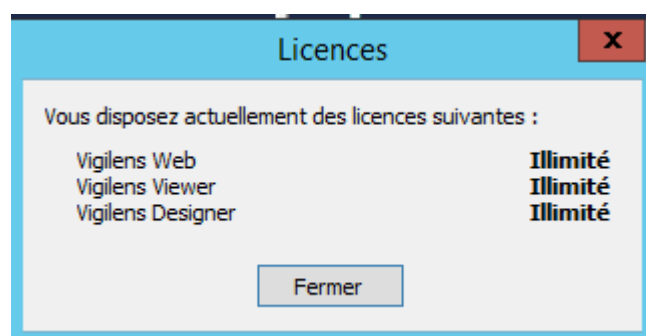 Licences
x
Vous disposez actuellement des licences suivantes :
Vigilens Web Illimité
Vigilens Viewer Illimité
Vigilens Designer Illimité
Fermer